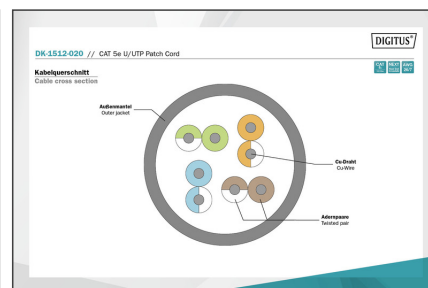 DIGITUS®
DK-1512-020 // CAT 5e U/UTP Patch Cord
Kabelquerschnitt
Cable cross section
Außenmantel
Outer jacket
Cu-Draht
Cu-Wire
Adernpaare
Twisted pair